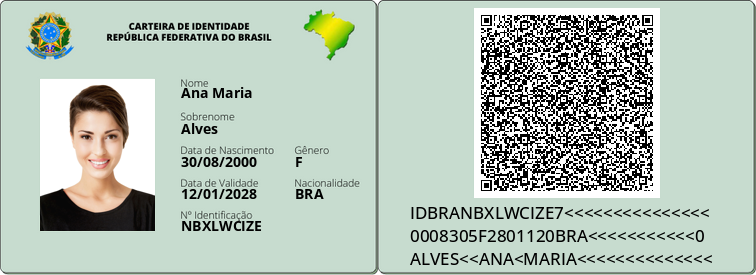 CARTEIRA DE IDENTIDADE
REPÚBLICA FEDERATIVA DO BRASIL
Nome
Ana Maria
Sobrenome
Alves
Data de Nascimento Gênero
30/08/2000 F
Data de Validade Nacionalidade
12/01/2028 BRA
Nº Identificação
NBXLWCIZE
IDBRANBXLWCIZE7<<<<<<<<<<<<<<<
0008305F2801120BRA<<<<<<<<<<<0
ALVES<<ANA<MARIA<<<<<<<<<<<<<<